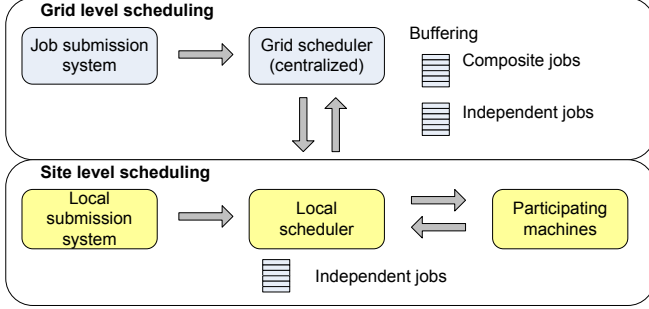 Grid level scheduling
Job submission
system
Grid scheduler
(centralized)
Buffering
Composite jobs
Independent jobs
Site level scheduling
Local
submission
system
Local
scheduler
Participating
machines
Independent jobs